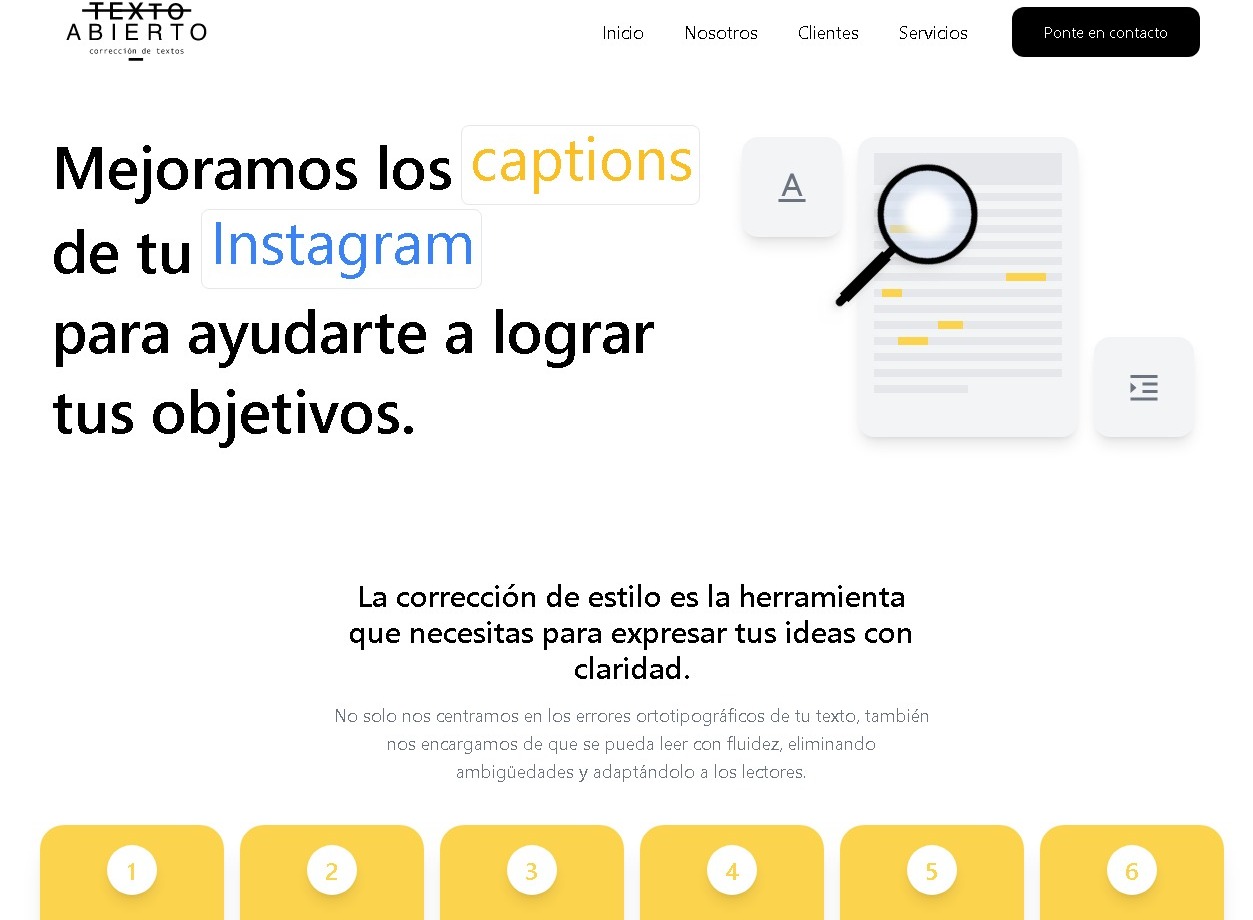 TEXTO
ABIERTO
corrección de textos
Inicio Nosotros Clientes Servicios Ponte en contacto
Mejoramos los captions
de tu Instagram
para ayudarte a lograr
tus objetivos.
A
La corrección de estilo es la herramienta
que necesitas para expresar tus ideas con
claridad.
No solo nos centramos en los errores ortotipográficos de tu texto, también
nos encargamos de que se pueda leer con fluidez, eliminando
ambigüedades y adaptándolo a los lectores.
1 2 3 4 5 6